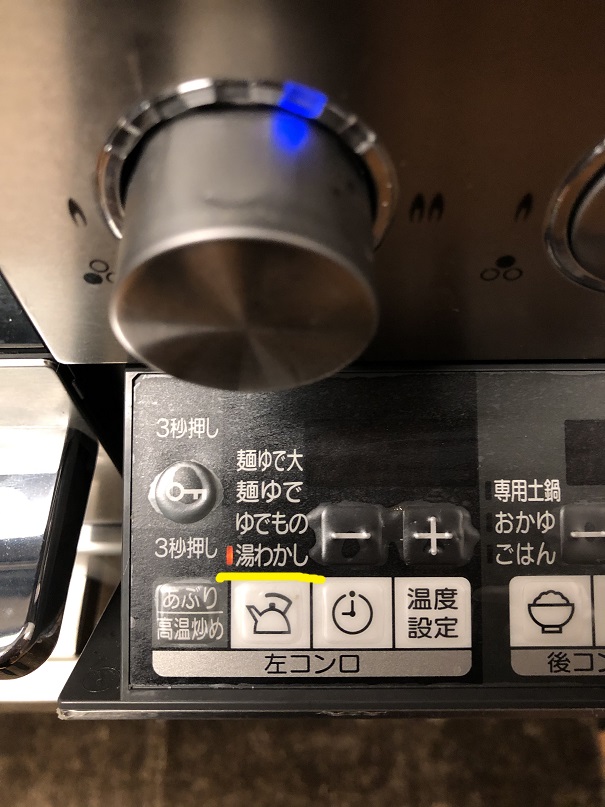 3秒押し
麺ゆで大
麺ゆで
ゆでもの
3秒押し
湯わかし
− +
専用土鍋
おかゆ
ごはん
−
あぶり
高温炒め
温度
設定
左コンロ
後コン